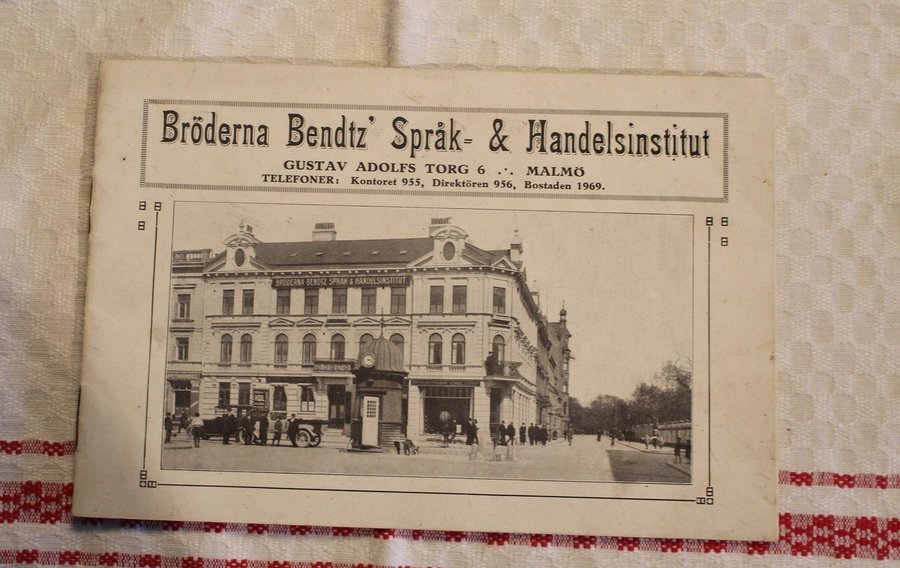 Bröderna Bendtz' Språk- & Handelsinstitut
GUSTAV ADOLFS TORG 6 .·. MALMÖ
TELEFONER: Kontoret 955, Direktören 956, Bostaden 1969.
BRÖDERNA BENDTZ SPRÅK & HANDELSINSTITUT